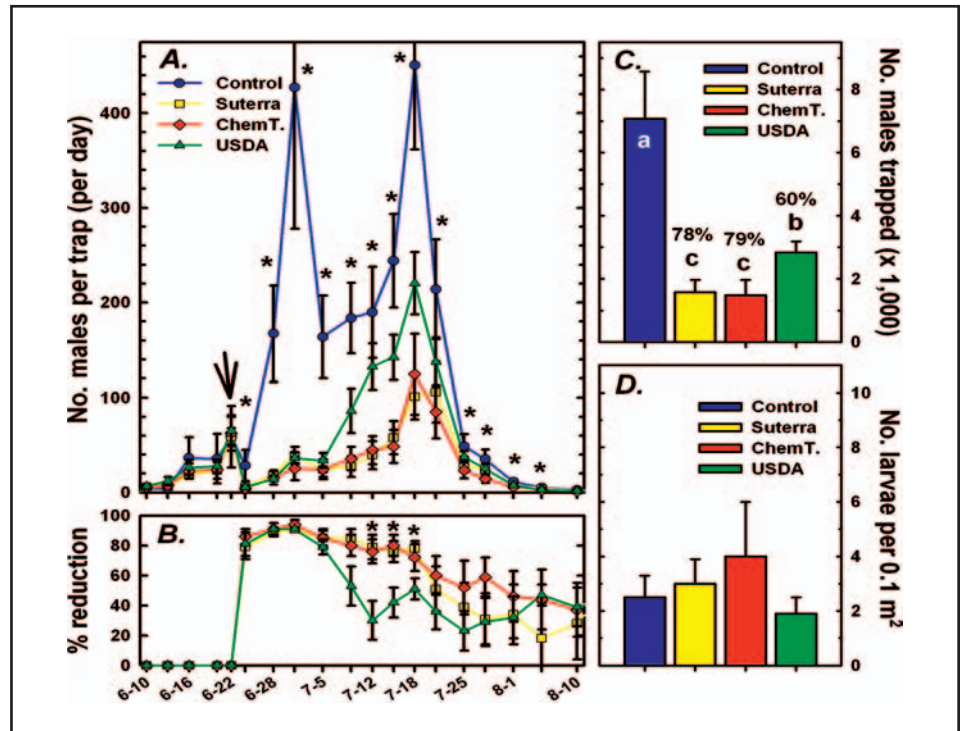 A.
Control
Suterra
ChemT.
USDA
No. males per trap (per day)
400
300
200
100
0
* * * * * * * * * * * * *
B.
% reduction
100
80
60
40
20
0
* * *
6-10
6-16
6-22
6-28
7-5
7-12
7-18
7-25
8-1
8-10
C.
Control
Suterra
ChemT.
USDA
a
78%
c
79%
c
60%
b
No. males trapped (x 1,000)
8
6
4
2
0
D.
Control
Suterra
ChemT.
USDA
No. larvae per 0.1 m²
10
8
6
4
2
0